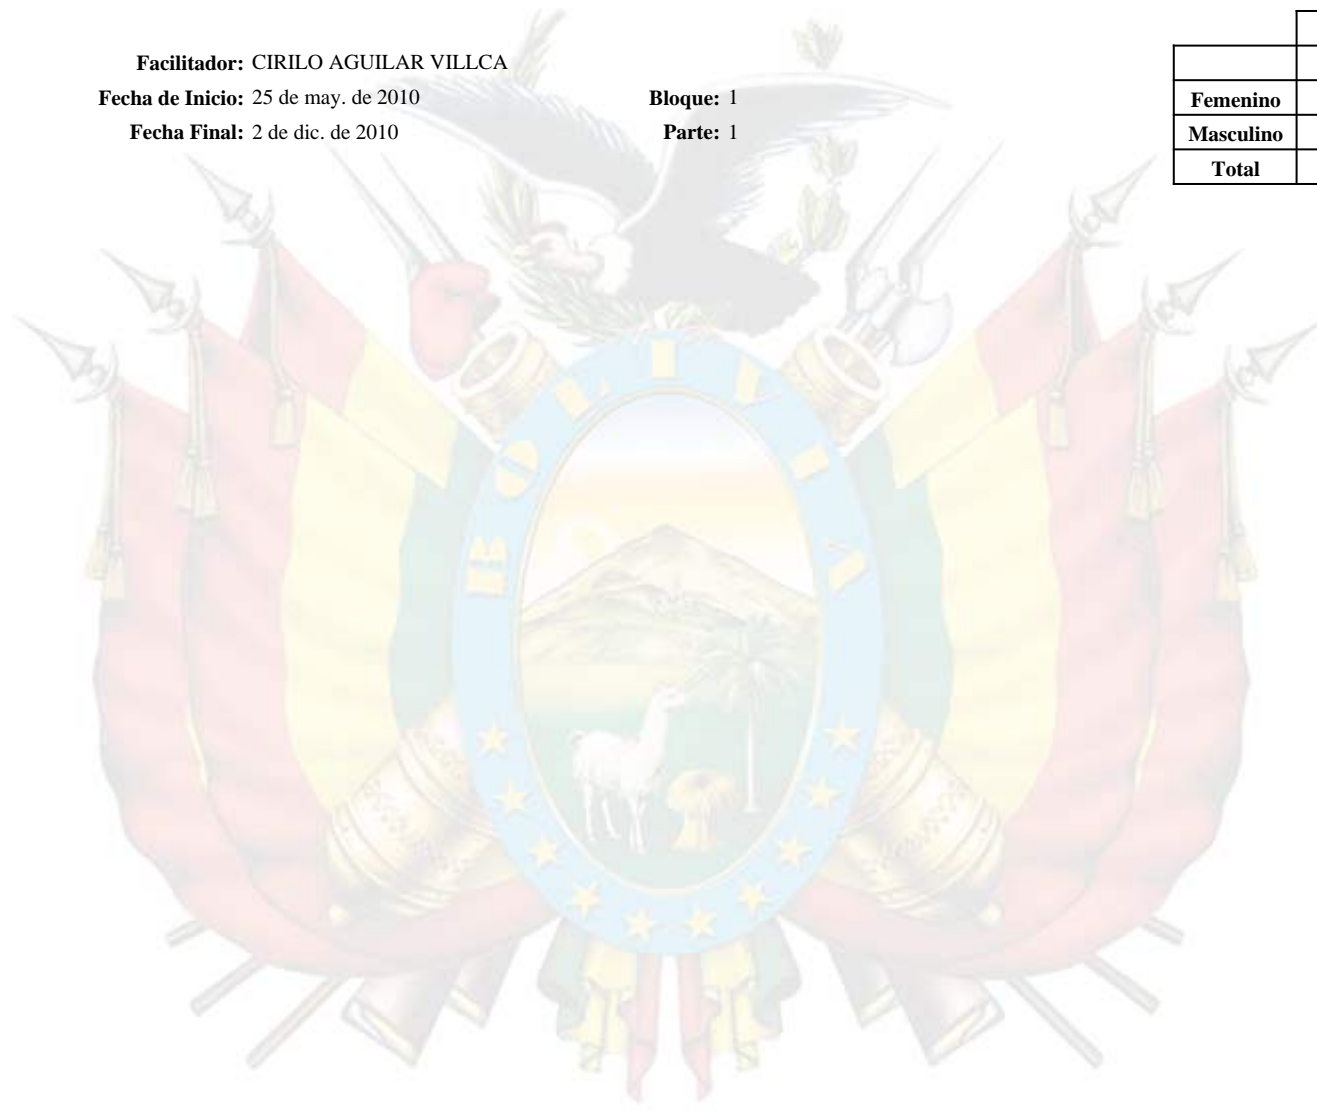 Facilitador: CIRILO AGUILAR VILLCA
Fecha de Inicio: 25 de may. de 2010 Bloque: 1
Fecha Final: 2 de dic. de 2010 Parte: 1
Femenino
Masculino
Total
BOLIVIA